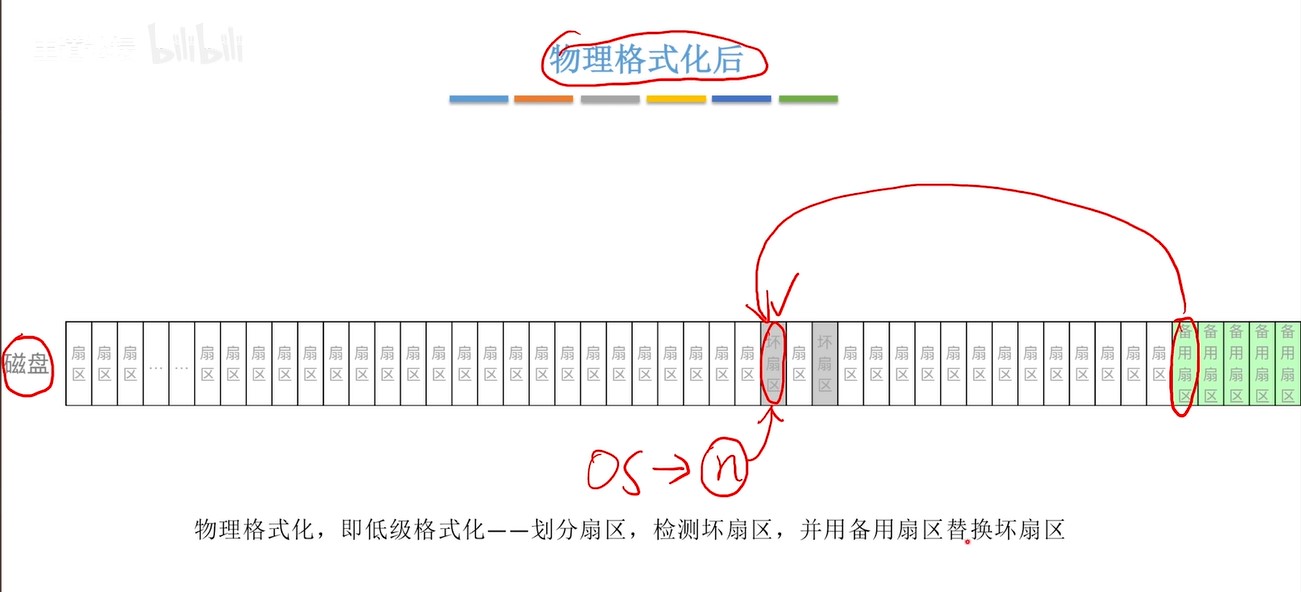 bilibili
物理格式化后
磁盘
扇区 扇区 扇区 … … 扇区 扇区 扇区 扇区 扇区 扇区 扇区 扇区 扇区 扇区 扇区 扇区 扇区 扇区 扇区 扇区 扇区 扇区 扇区 扇区 扇区 扇区 坏扇区 扇区 坏扇区 扇区 扇区 扇区 扇区 扇区 扇区 扇区 扇区 扇区 扇区 扇区 扇区 扇区 备用扇区 备用扇区 备用扇区 备用扇区 备用扇区
OS→n
物理格式化，即低级格式化——划分扇区，检测坏扇区，并用备用扇区替换坏扇区